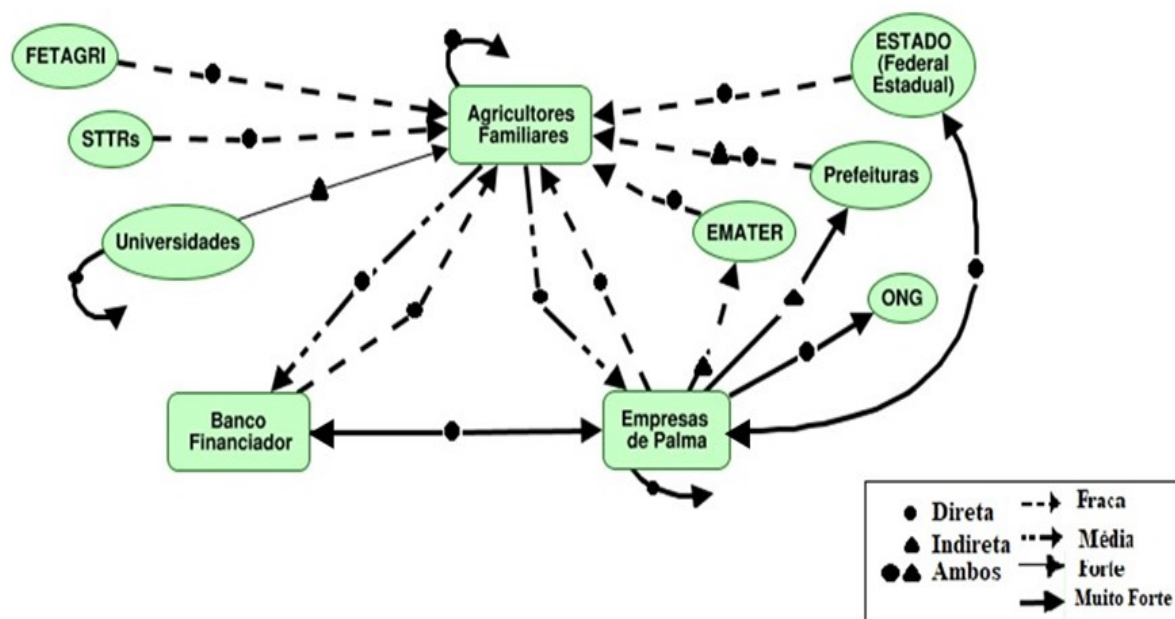 FETAGRI
STTRs
Universidades
Agricultores
Familiares
ESTADO
(Federal
Estadual)
Prefeituras
EMATER
ONG
Banco
Financiador
Empresas
de Palma
Direta
Indireta
Ambos
Fraca
Média
Forte
Muito Forte